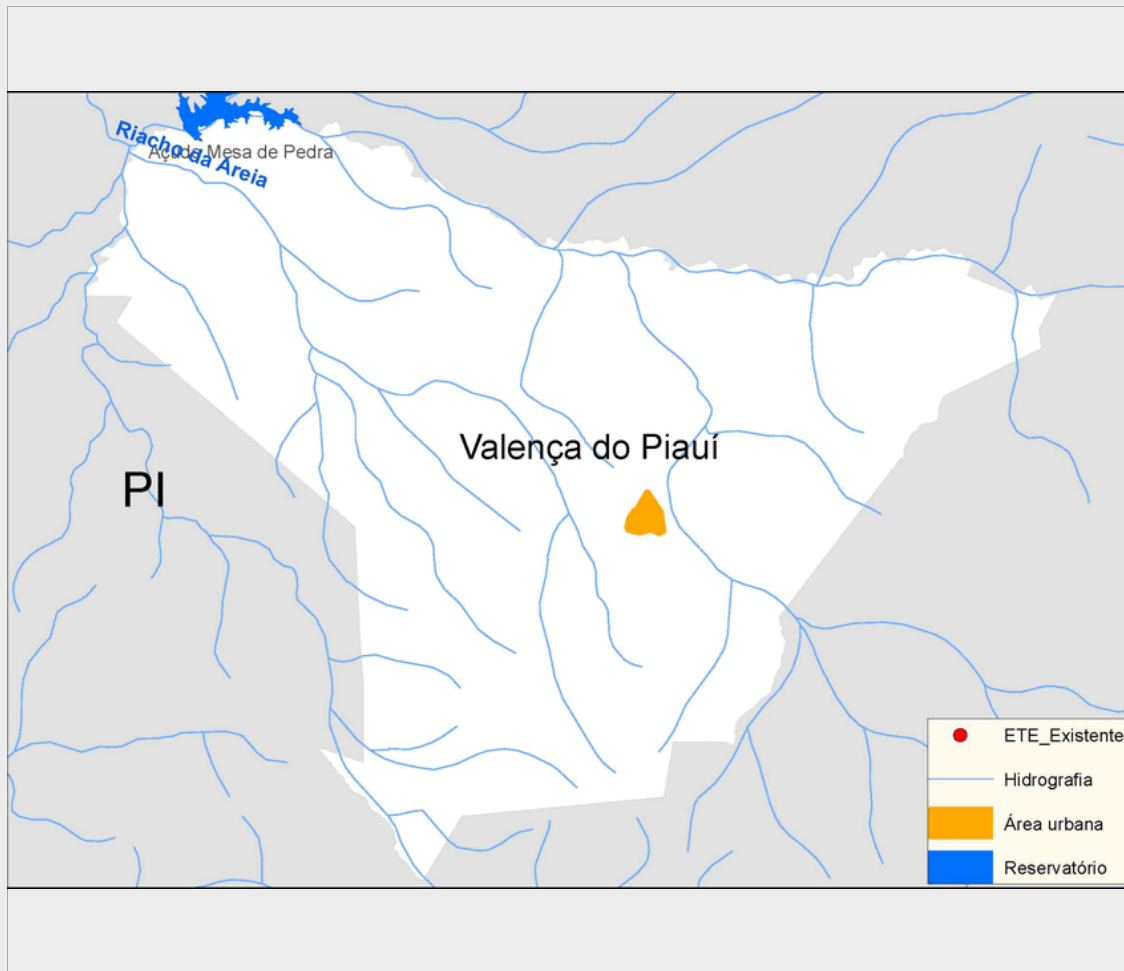 Riacho da Areia
Açude Mesa de Pedra
Valença do Piauí
PI
ETE_Existente
Hidrografia
Área urbana
Reservatório